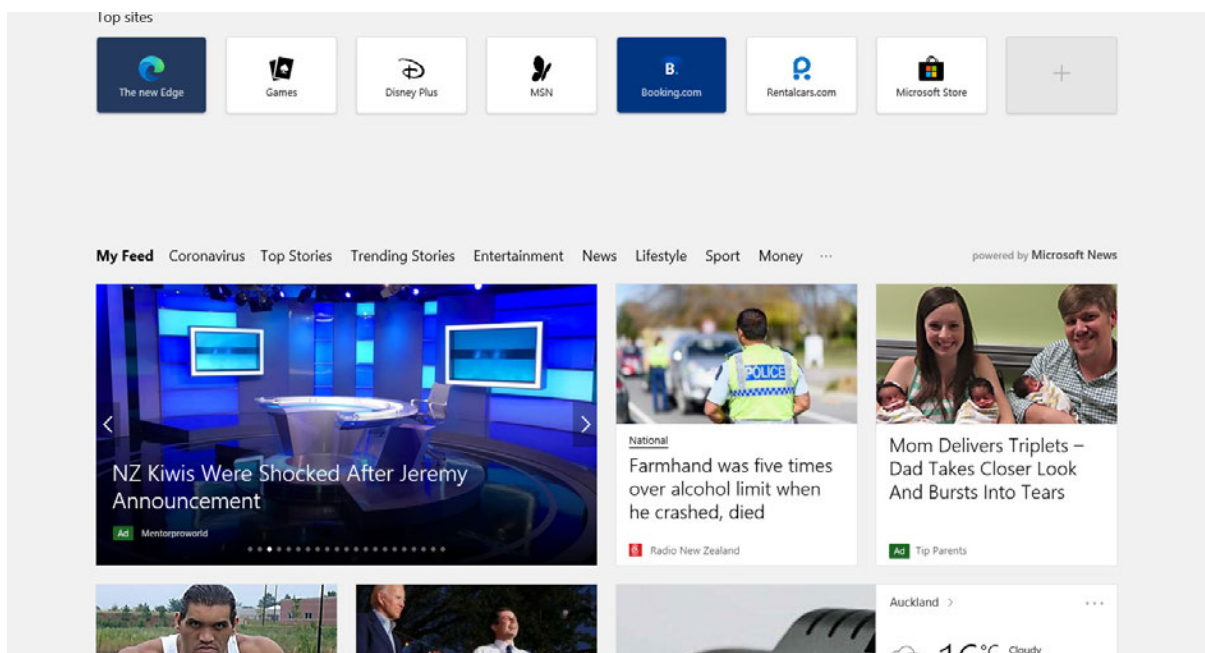 Top sites
The new Edge
Games
Disney Plus
MSN
B.
Booking.com
Rentalcars.com
Microsoft Store
My Feed Coronavirus Top Stories Trending Stories Entertainment News Lifestyle Sport Money ...
powered by Microsoft News
NZ Kiwis Were Shocked After Jeremy
Announcement
Ad Mentorproworld
POLICE
National
Farmhand was five times
over alcohol limit when
he crashed, died
Radio New Zealand
Mom Delivers Triplets –
Dad Takes Closer Look
And Bursts Into Tears
Ad Tip Parents
Auckland >
16°C Cloudy